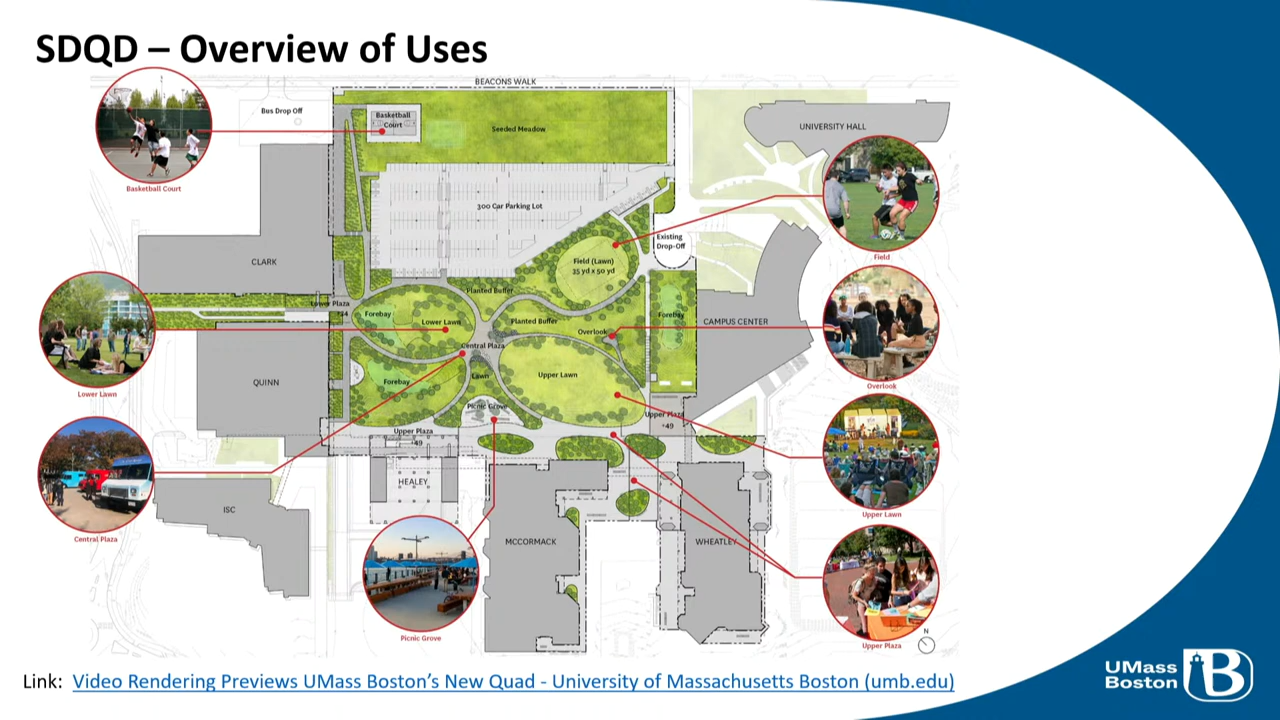 SDQD – Overview of Uses
BEACONS WALK
Bus Drop Off
Basketball
Court
Seeded Meadow
UNIVERSITY HALL
Basketball Court
300 Car Parking Lot
Existing
Drop-Off
Field
CLARK
Field (Lawn)
35 yd x 50 yd
Planted Buffer
Lower Plaza
+24
Forebay
Lower Lawn
Planted Buffer
Forebay
CAMPUS CENTER
Overlook
Central Plaza
Lawn
Upper Lawn
QUINN
Forebay
Overlook
Lower Lawn
Picnic Grove
Upper Plaza
+49
Upper Plaza
+49
HEALEY
ISC
Upper Lawn
Central Plaza
MCCORMACK
WHEATLEY
Picnic Grove
N
Upper Plaza
Link: Video Rendering Previews UMass Boston’s New Quad - University of Massachusetts Boston (umb.edu)
UMass
Boston
B